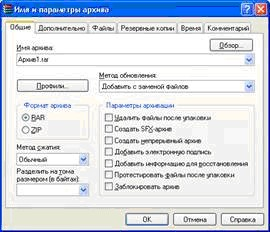 Имя и параметры архива
Общие Дополнительно Файлы Резервные копии Время Комментарий
Имя архива:
Обзор...
Архив1.rar
Профили...
Метод обновления:
Добавить с заменой файлов
Формат архива
RAR
ZIP
Метод сжатия:
Обычный
Разделить на тома
размером (в байтах):
Параметры архивации
Удалить файлы после упаковки
Создать SFX-архив
Создать непрерывный архив
Добавить электронную подпись
Добавить информацию для восстановления
Протестировать файлы после упаковки
Заблокировать архив
ОК Отмена Справка